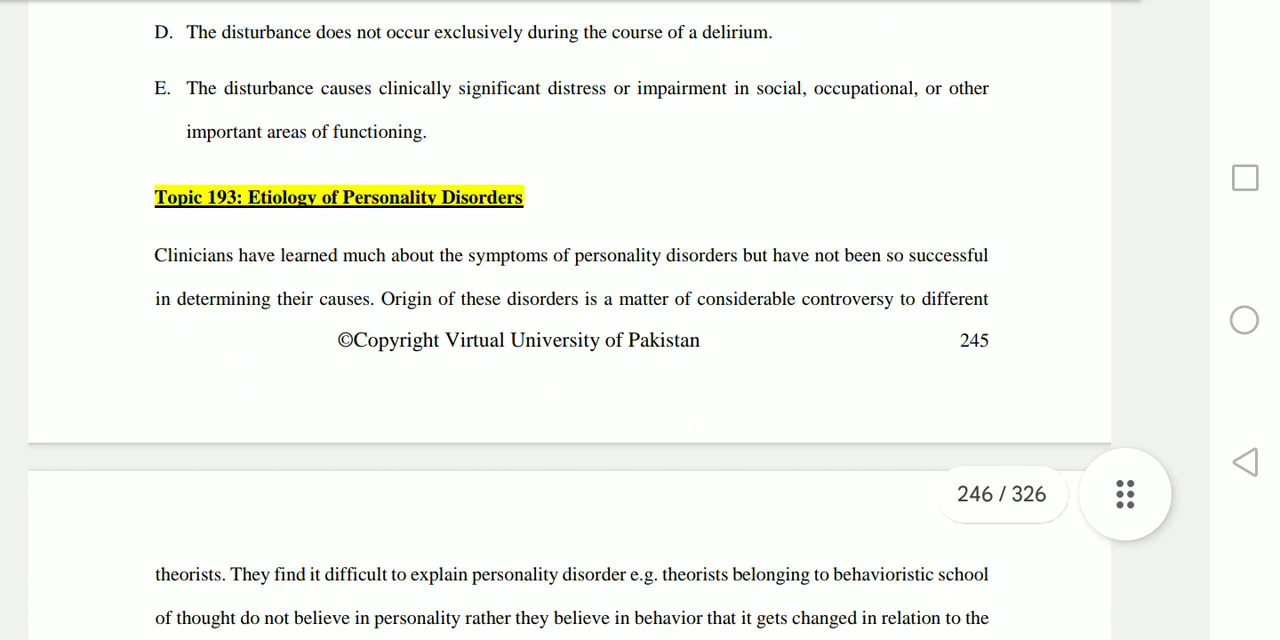 D. The disturbance does not occur exclusively during the course of a delirium.
E. The disturbance causes clinically significant distress or impairment in social, occupational, or other
important areas of functioning.
Topic 193: Etiology of Personality Disorders
Clinicians have learned much about the symptoms of personality disorders but have not been so successful
in determining their causes. Origin of these disorders is a matter of considerable controversy to different
©Copyright Virtual University of Pakistan 245
246 / 326
theorists. They find it difficult to explain personality disorder e.g. theorists belonging to behavioristic school
of thought do not believe in personality rather they believe in behavior that it gets changed in relation to the